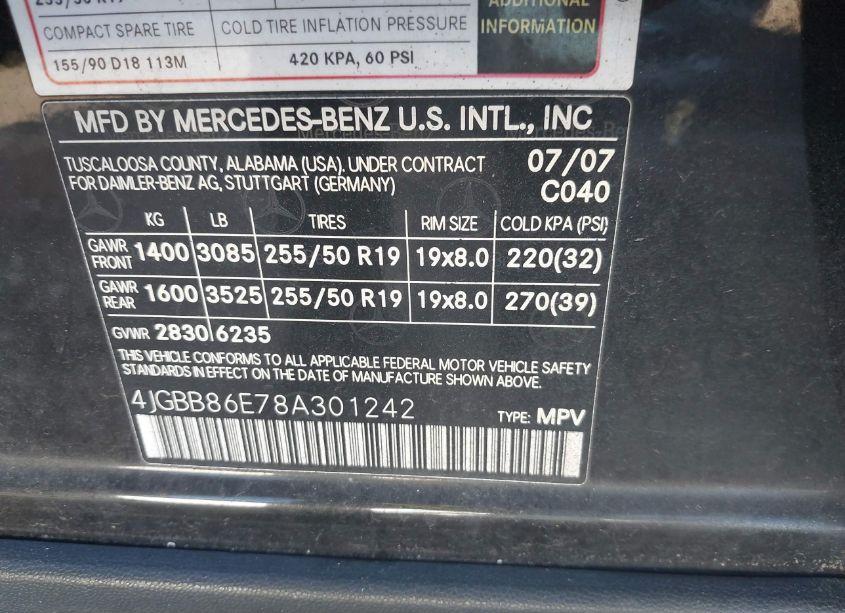 ADDITIONAL
INFORMATION
COMPACT SPARE TIRE COLD TIRE INFLATION PRESSURE
155/90 D18 113M 420 KPA, 60 PSI
MFD BY MERCEDES-BENZ U.S. INTL., INC
TUSCALOOSA COUNTY, ALABAMA (USA). UNDER CONTRACT 07/07
FOR DAIMLER-BENZ AG, STUTTGART (GERMANY) C040
KG LB TIRES RIM SIZE COLD KPA (PSI)
GAWR FRONT 1400 3085 255/50 R19 19x8.0 220(32)
GAWR REAR 1600 3525 255/50 R19 19x8.0 270(39)
GVWR 2830 6235
THIS VEHICLE CONFORMS TO ALL APPLICABLE FEDERAL MOTOR VEHICLE SAFETY
STANDARDS IN EFFECT ON THE DATE OF MANUFACTURE SHOWN ABOVE.
4JGBB86E78A301242 TYPE: MPV